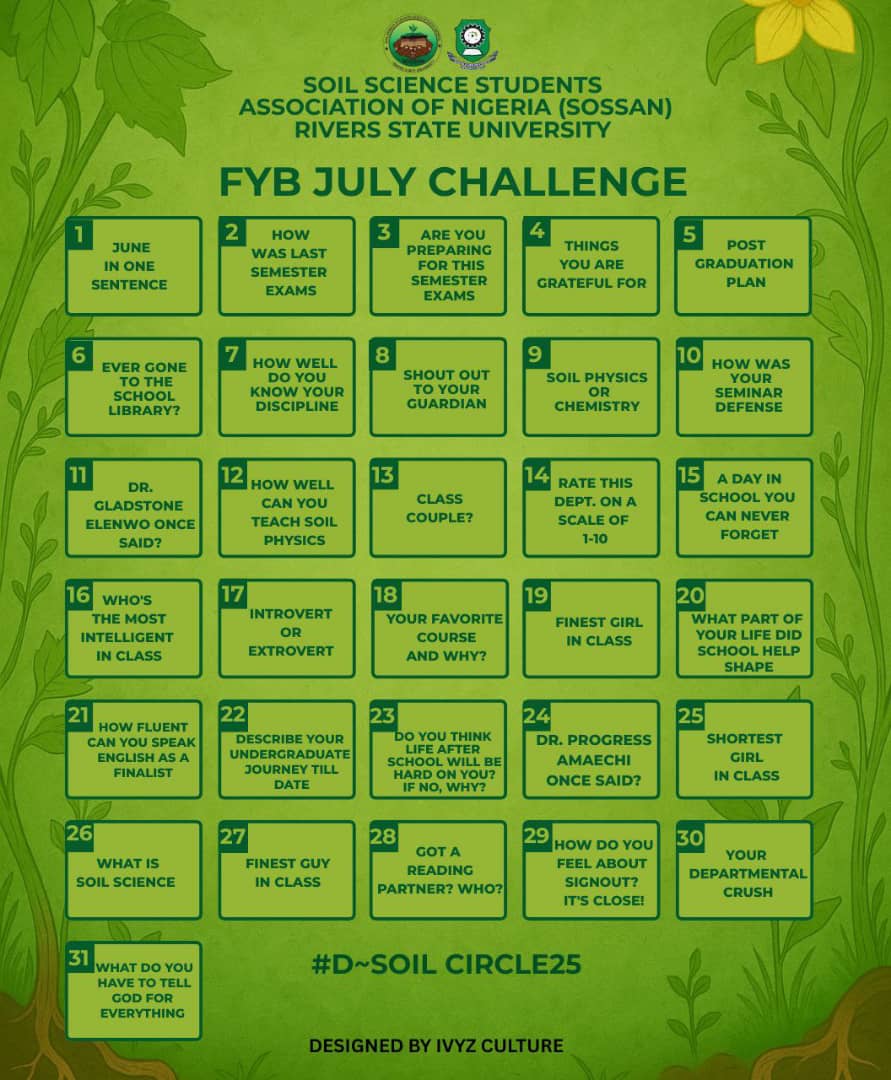 SOIL SCIENCE STUDENTS
ASSOCIATION OF NIGERIA (SOSSAN)
RIVERS STATE UNIVERSITY
FYB JULY CHALLENGE
1
JUNE
IN ONE
SENTENCE
2
HOW
WAS LAST
SEMESTER
EXAMS
3
ARE YOU
PREPARING
FOR THIS
SEMESTER
EXAMS
4
THINGS
YOU ARE
GRATEFUL FOR
5
POST
GRADUATION
PLAN
6
EVER GONE
TO THE
SCHOOL
LIBRARY?
7
HOW WELL
DO YOU
KNOW YOUR
DISCIPLINE
8
SHOUT OUT
TO YOUR
GUARDIAN
9
SOIL PHYSICS
OR
CHEMISTRY
10
HOW WAS
YOUR
SEMINAR
DEFENSE
11
DR.
GLADSTONE
ELENWO ONCE
SAID?
12
HOW WELL
CAN YOU
TEACH SOIL
PHYSICS
13
CLASS
COUPLE?
14
RATE THIS
DEPT. ON A
SCALE OF
1-10
15
A DAY IN
SCHOOL YOU
CAN NEVER
FORGET
16
WHO'S
THE MOST
INTELLIGENT
IN CLASS
17
INTROVERT
OR
EXTROVERT
18
YOUR FAVORITE
COURSE
AND WHY?
19
FINEST GIRL
IN CLASS
20
WHAT PART OF
YOUR LIFE DID
SCHOOL HELP
SHAPE
21
HOW FLUENT
CAN YOU SPEAK
ENGLISH AS A
FINALIST
22
DESCRIBE YOUR
UNDERGRADUATE
JOURNEY TILL
DATE
23
DO YOU THINK
LIFE AFTER
SCHOOL WILL BE
HARD ON YOU?
IF NO, WHY?
24
DR. PROGRESS
AMAECHI
ONCE SAID?
25
SHORTEST
GIRL
IN CLASS
26
WHAT IS
SOIL SCIENCE
27
FINEST GUY
IN CLASS
28
GOT A
READING
PARTNER? WHO?
29
HOW DO YOU
FEEL ABOUT
SIGNOUT?
IT'S CLOSE!
30
YOUR
DEPARTMENTAL
CRUSH
31
WHAT DO YOU
HAVE TO TELL
GOD FOR
EVERYTHING
#D~SOIL CIRCLE25
DESIGNED BY IVYZ CULTURE